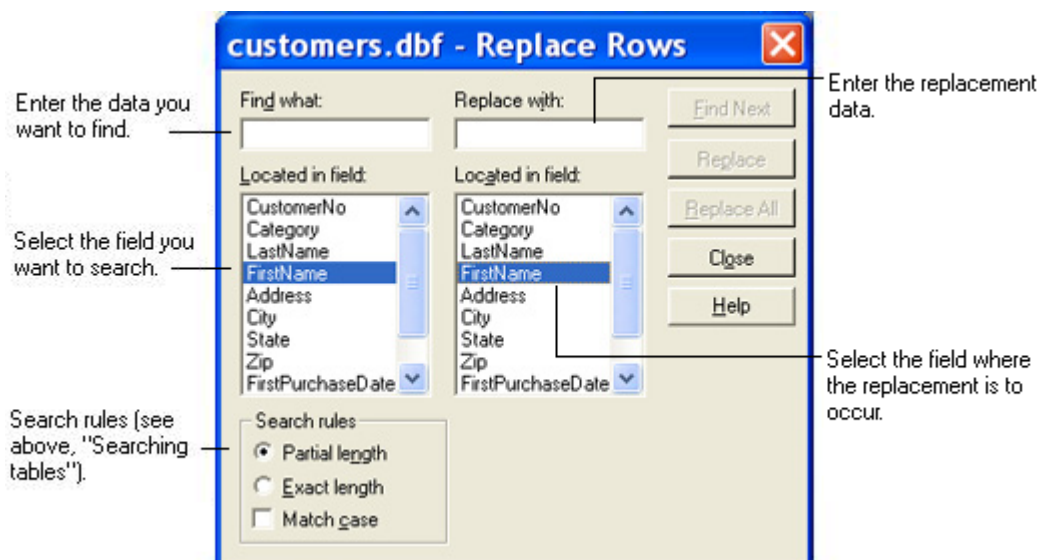 customers.dbf - Replace Rows
Enter the data you
want to find.
Find what:
Replace with:
Find Next
Enter the replacement
data.
Replace
Located in field:
Located in field:
Replace All
CustomerNo
Category
LastName
FirstName
Address
City
State
Zip
FirstPurchaseDate
CustomerNo
Category
LastName
FirstName
Address
City
State
Zip
FirstPurchaseDate
Select the field you
want to search.
Close
Help
Select the field where
the replacement is to
occur.
Search rules (see
above, "Searching
tables").
Search rules
Partial length
Exact length
Match case